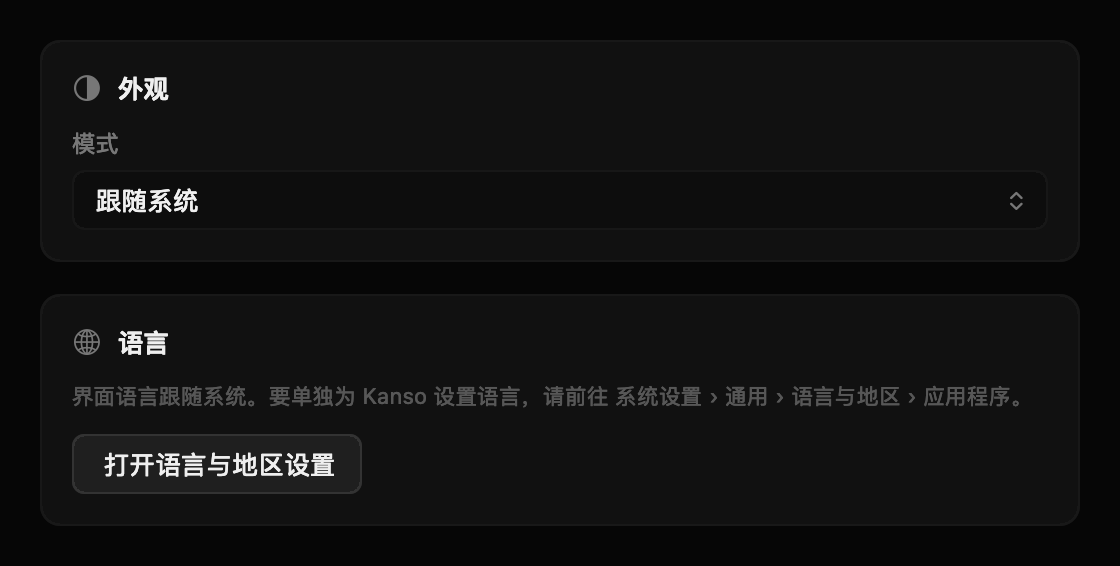 外观
模式
跟随系统
语言
界面语言跟随系统。要单独为 Kanso 设置语言，请前往 系统设置 › 通用 › 语言与地区 › 应用程序。
打开语言与地区设置